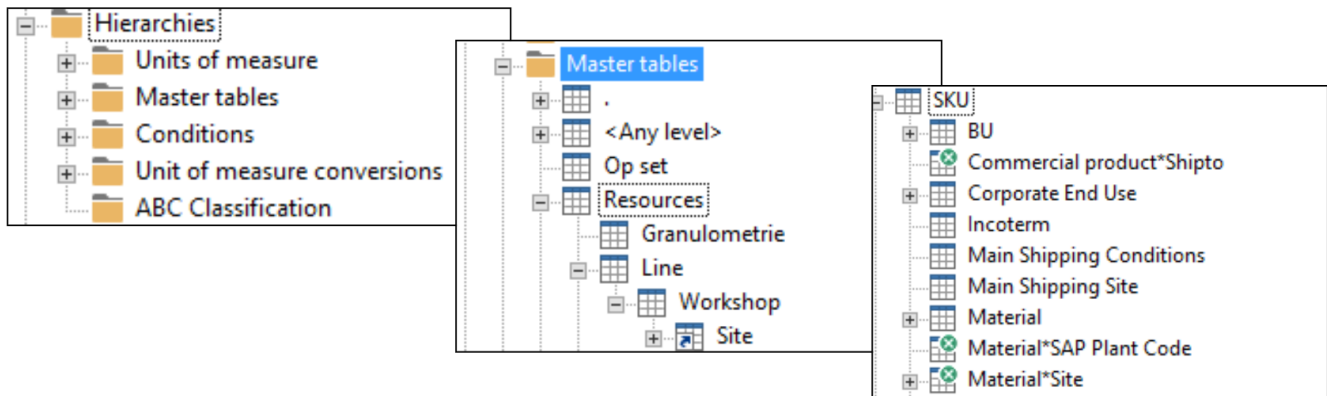 Hierarchies
Units of measure
Master tables
Conditions
Unit of measure conversions
ABC Classification
Master tables
.
<Any level>
Op set
Resources
Granulometrie
Line
Workshop
Site
SKU
BU
Commercial product*Shipto
Corporate End Use
Incoterm
Main Shipping Conditions
Main Shipping Site
Material
Material*SAP Plant Code
Material*Site